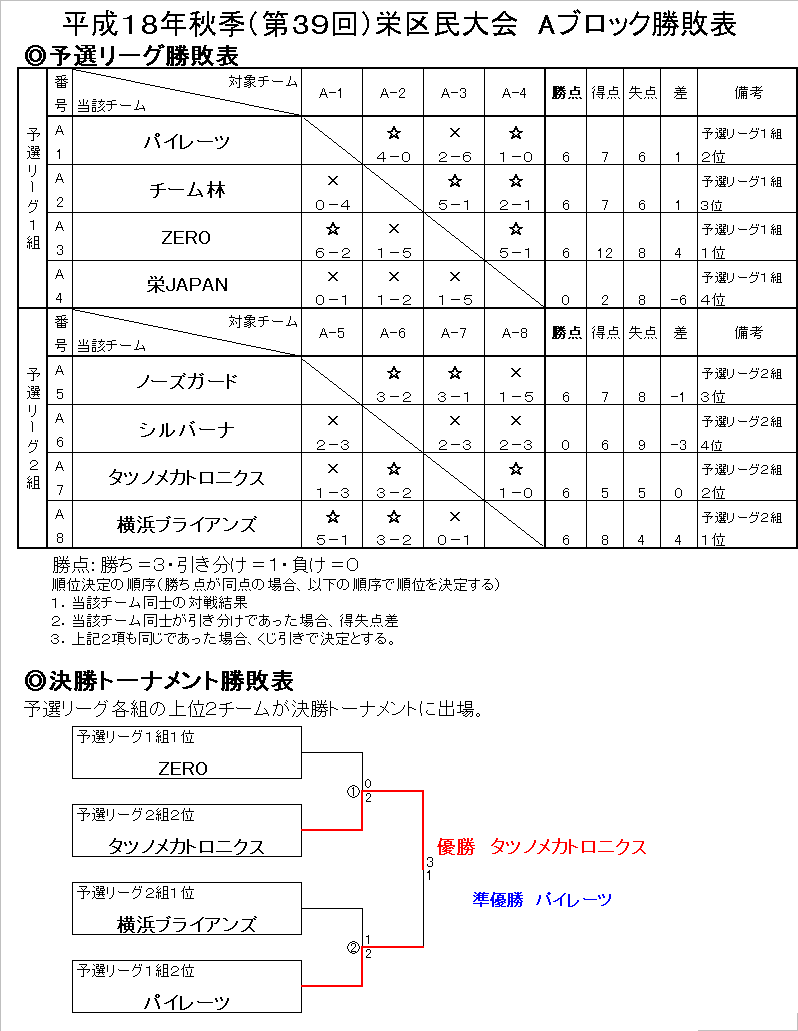 平成18年秋季(第39回)栄区民大会 Aブロック勝敗表
◎予選リーグ勝敗表
予選リーグ1組
番号 対象チーム 当該チーム A-1 A-2 A-3 A-4 勝点 得点 失点 差 備考
A1 パイレーツ ☆ 4-0 × 2-6 ☆ 1-0 6 7 6 1 予選リーグ1組2位
A2 チーム林 × 0-4 ☆ 5-1 ☆ 2-1 6 7 6 1 予選リーグ1組3位
A3 ZERO ☆ 6-2 × 1-5 ☆ 5-1 6 12 8 4 予選リーグ1組1位
A4 栄JAPAN × 0-1 × 1-2 × 1-5 0 2 8 -6 予選リーグ1組4位
予選リーグ2組
番号 対象チーム 当該チーム A-5 A-6 A-7 A-8 勝点 得点 失点 差 備考
A5 ノーズガード ☆ 3-2 ☆ 3-1 × 1-5 6 7 8 -1 予選リーグ2組3位
A6 シルバーナ × 2-3 × 2-3 × 2-3 0 6 9 -3 予選リーグ2組4位
A7 タツノメカトロニクス × 1-3 ☆ 3-2 ☆ 1-0 6 5 5 0 予選リーグ2組2位
A8 横浜ブライアンズ ☆ 5-1 ☆ 3-2 × 0-1 6 8 4 4 予選リーグ2組1位
勝点:勝ち=3・引き分け=1・負け=0
順位決定の順序(勝ち点が同点の場合、以下の順序で順位を決定する)
1.当該チーム同士の対戦結果
2.当該チーム同士が引き分けであった場合、得失点差
3.上記2項も同じであった場合、くじ引きで決定とする。
◎決勝トーナメント勝敗表
予選リーグ各組の上位2チームが決勝トーナメントに出場。
予選リーグ1組1位
ZERO
① 0
2
予選リーグ2組2位
タツノメカトロニクス
優勝 タツノメカトロニクス
3
1
準優勝 パイレーツ
予選リーグ2組1位
横浜ブライアンズ
② 1
2
予選リーグ1組2位
パイレーツ